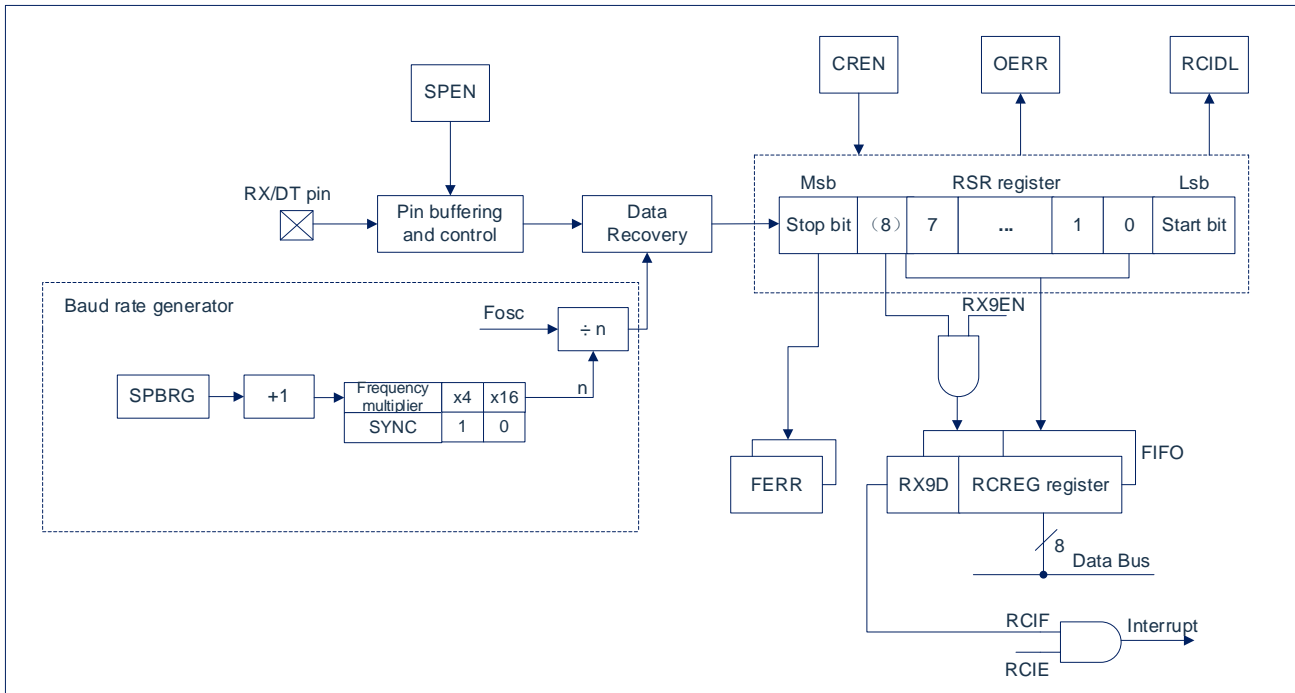 CREN
OERR
RCIDL
SPEN
Msb
RSR register
Lsb
RX/DT pin
Pin buffering
and control
Data
Recovery
Stop bit
（8）
7
...
1
0
Start bit
Baud rate generator
Fosc
÷ n
RX9EN
SPBRG
+1
Frequency
multiplier
x4
x16
n
SYNC
1
0
FERR
RX9D
RCREG register
FIFO
8
Data Bus
RCIF
Interrupt
RCIE